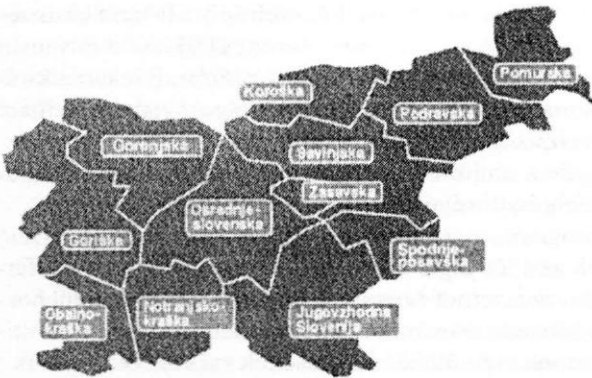 Pomurska
Koroška
Podravska
Gorenjska
Savinjska
Zasavska
Osrednje-
slovenska
Goriška
Spodnje-
posavska
Notranjsko-
kraška
Obalno-
kraška
Jugovzhodna
Slovenija